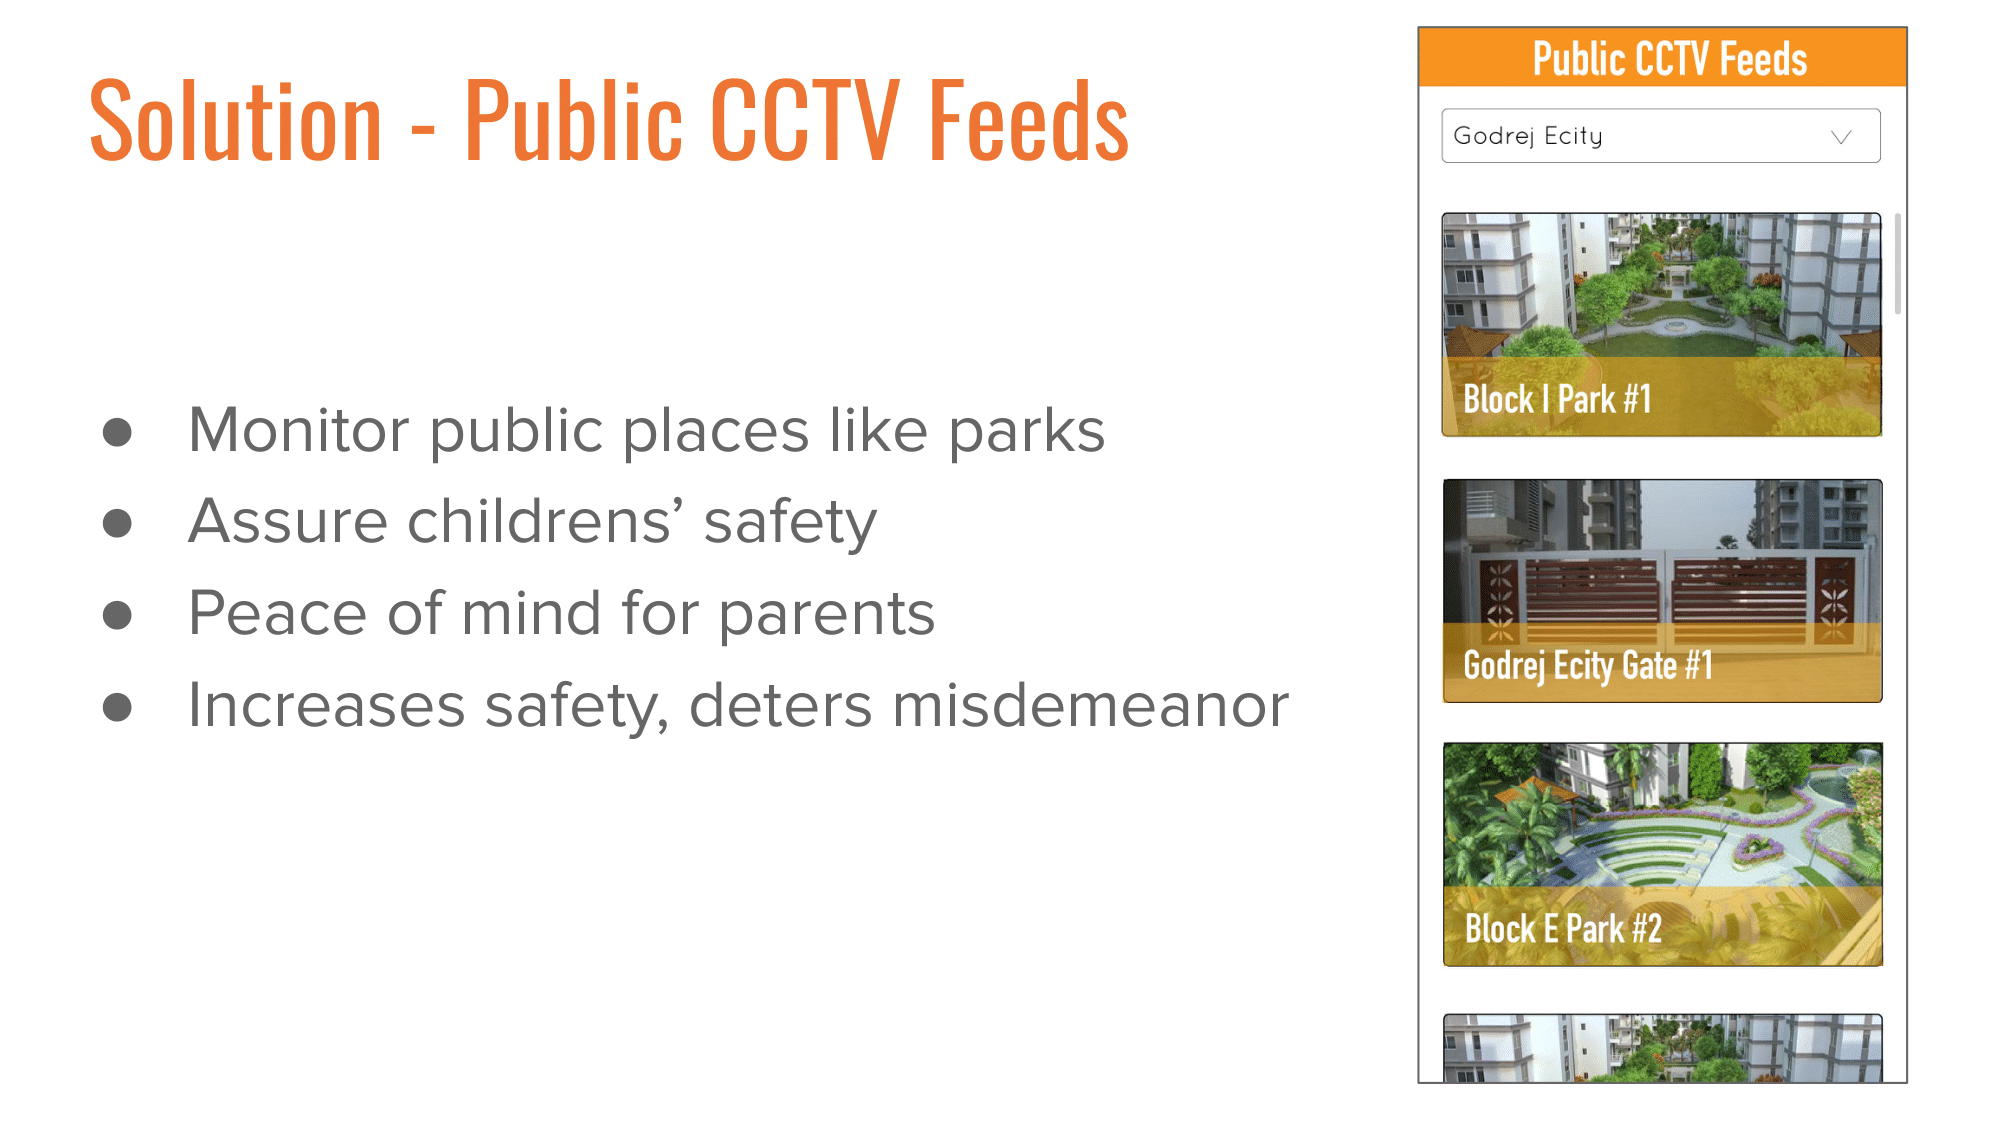 Solution - Public CCTV Feeds
● Monitor public places like parks
● Assure childrens’ safety
● Peace of mind for parents
● Increases safety, deters misdemeanor
Public CCTV Feeds
Godrej Ecity
Block I Park #1
Godrej Ecity Gate #1
Block E Park #2